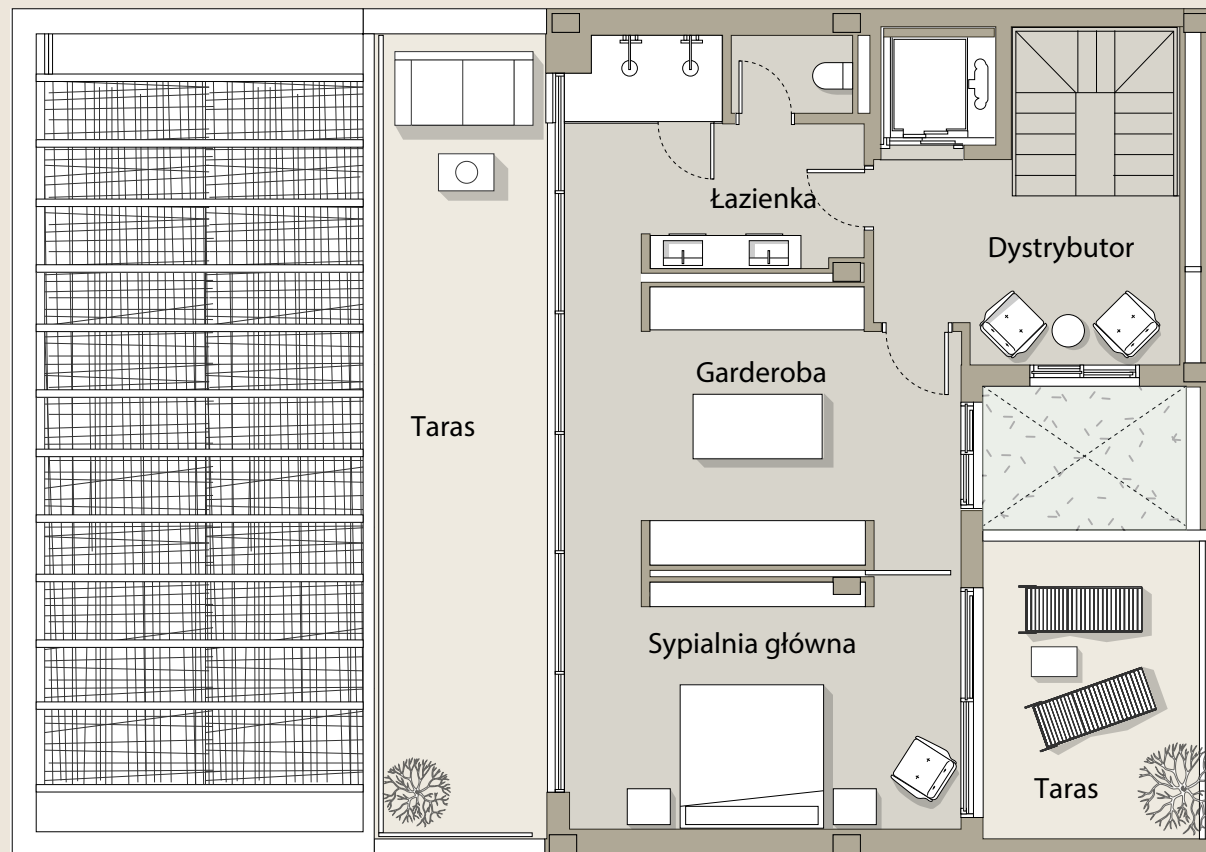 Łazienka
Dystrybutor
Garderoba
Taras
Sypialnia główna
Taras